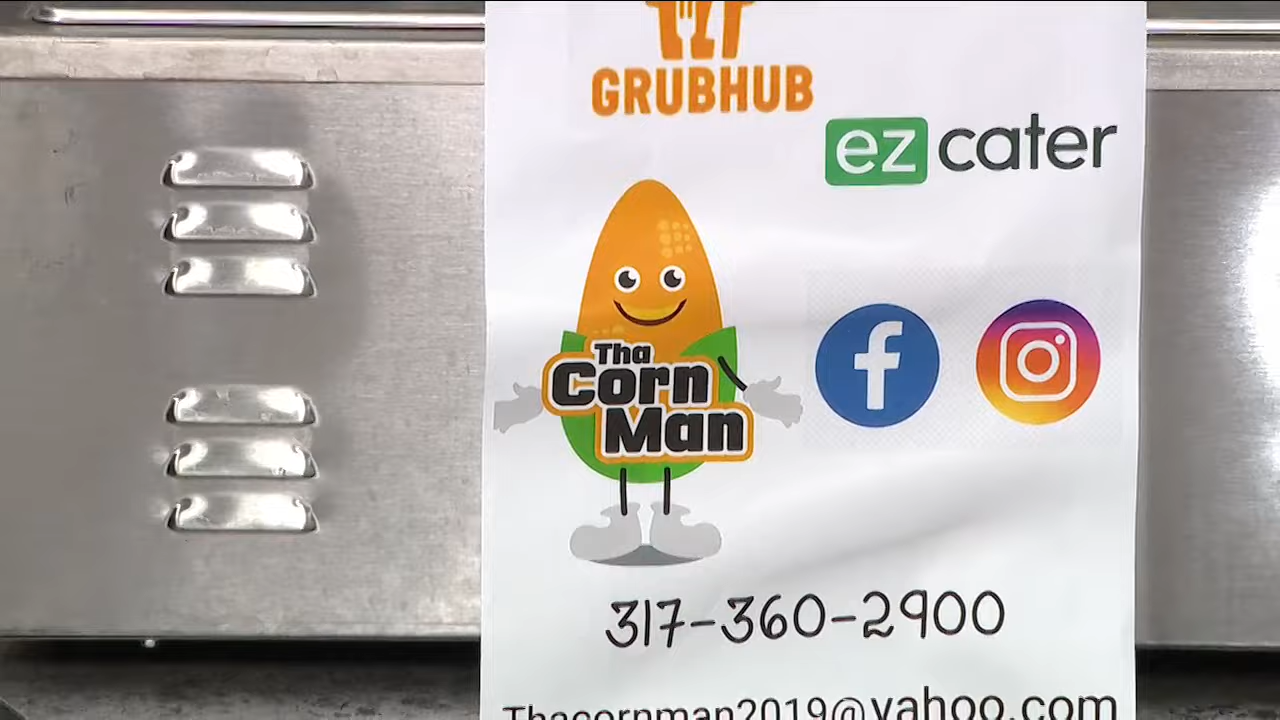 GRUBHUB
ez cater
Tha
Corn
Man
f
317-360-2900
Thacornman2019@yahoo.com